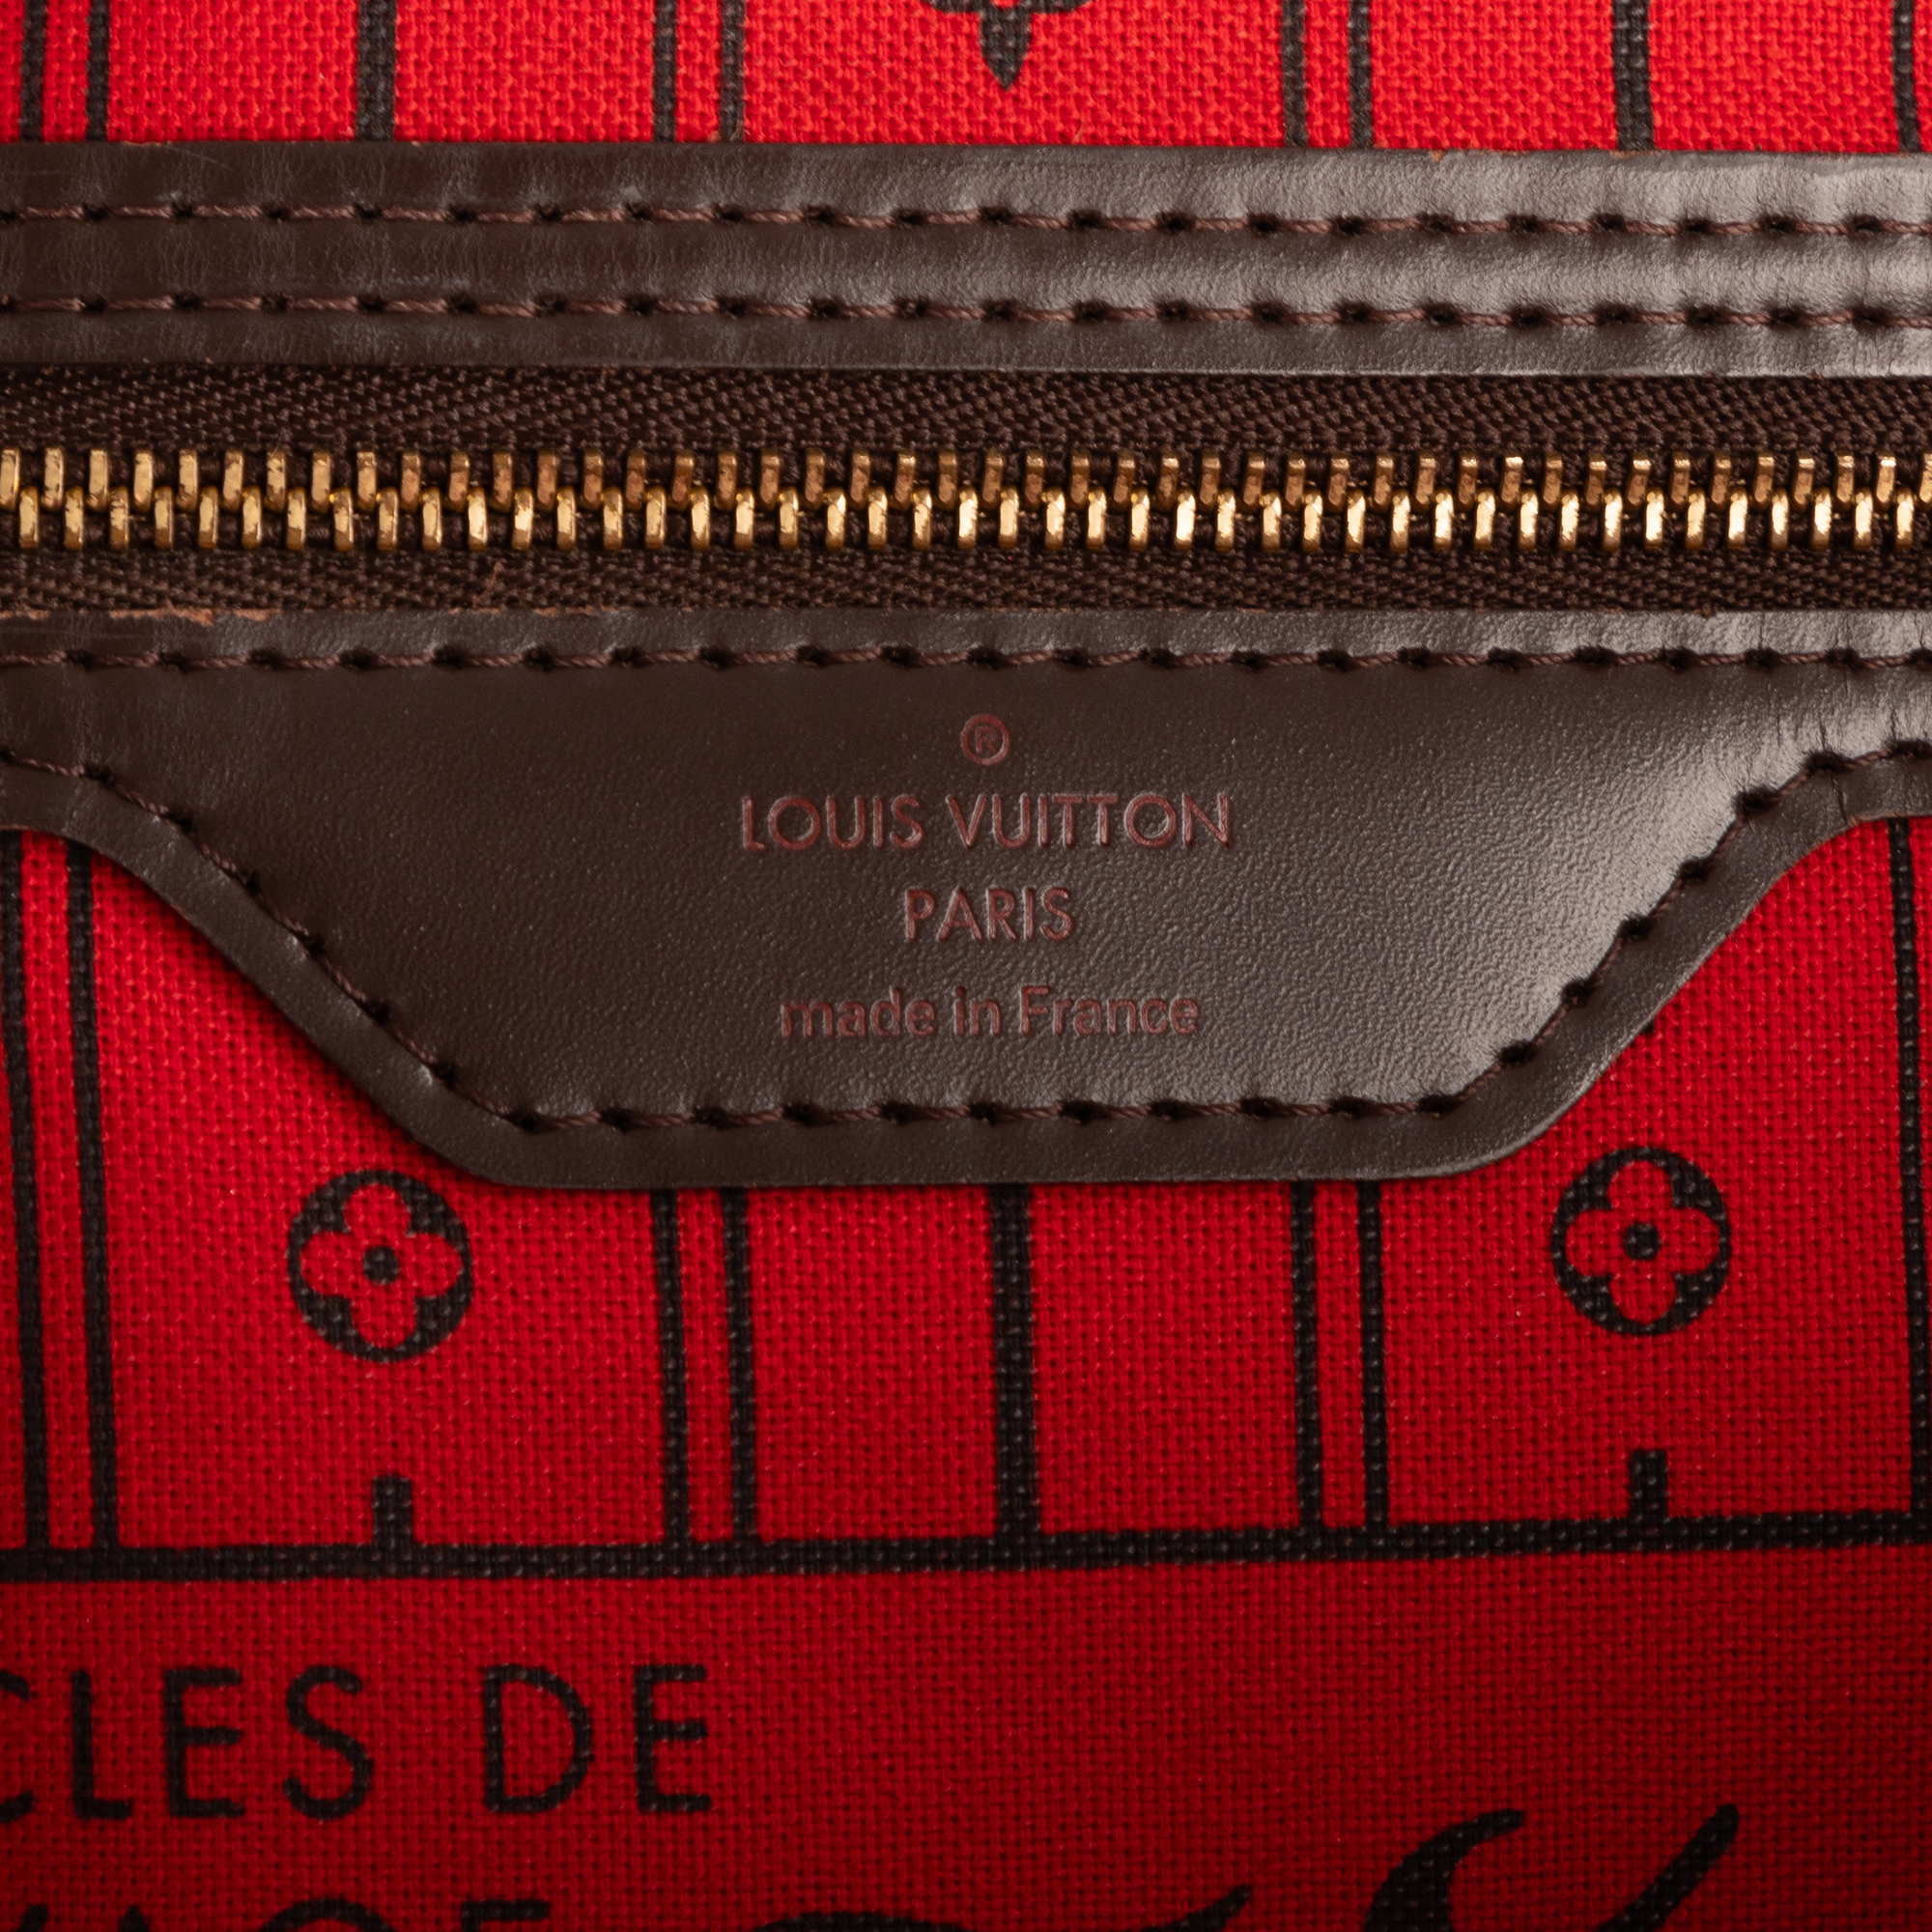 ®
LOUIS VUITTON
PARIS
made in France
CLES DE